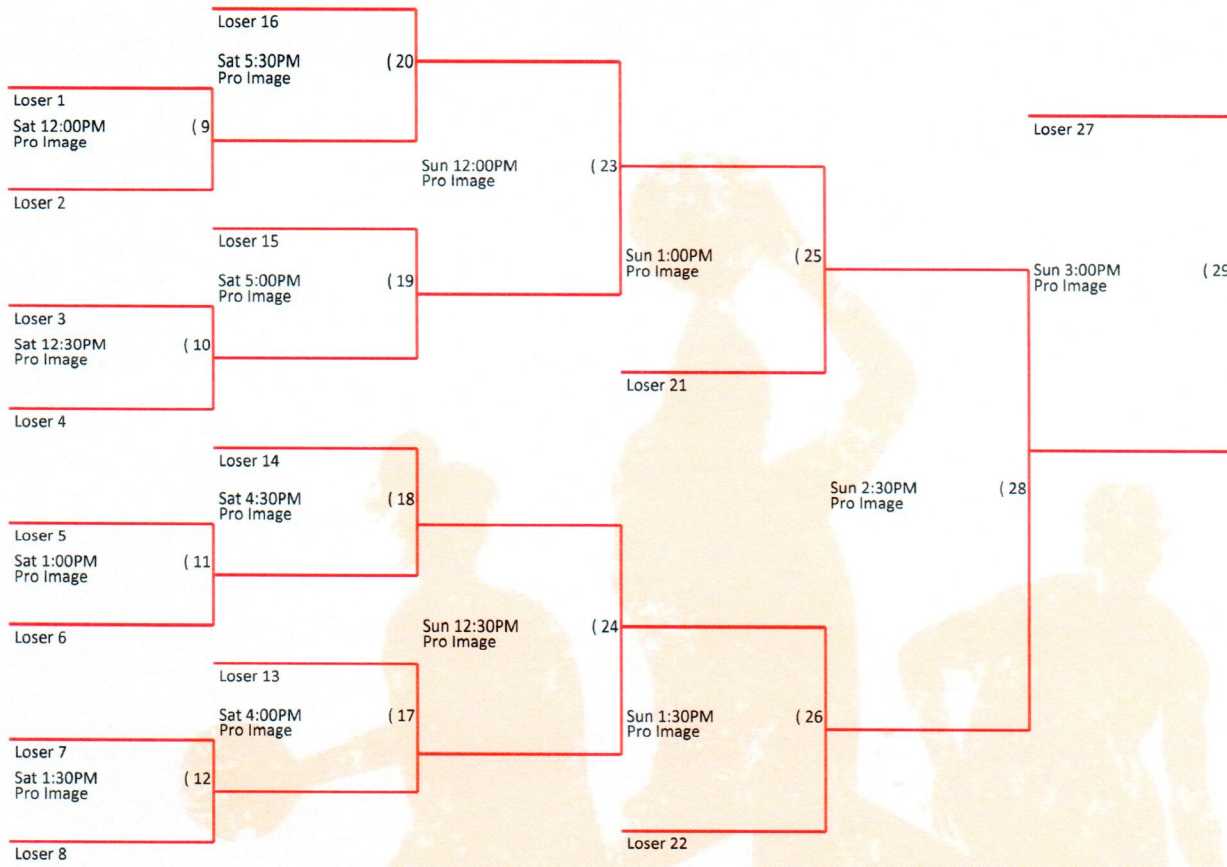 Loser 16
Sat 5:30PM
Pro Image
( 20
Loser 1
Sat 12:00PM
Pro Image
( 9
Loser 2
Sun 12:00PM
Pro Image
( 23
Loser 27
Loser 15
Sat 5:00PM
Pro Image
( 19
Sun 1:00PM
Pro Image
( 25
Sun 3:00PM
Pro Image
( 29
Loser 3
Sat 12:30PM
Pro Image
( 10
Loser 4
Loser 21
Loser 14
Sat 4:30PM
Pro Image
( 18
Sun 2:30PM
Pro Image
( 28
Loser 5
Sat 1:00PM
Pro Image
( 11
Loser 6
Sun 12:30PM
Pro Image
( 24
Loser 13
Sat 4:00PM
Pro Image
( 17
Sun 1:30PM
Pro Image
( 26
Loser 7
Sat 1:30PM
Pro Image
( 12
Loser 8
Loser 22